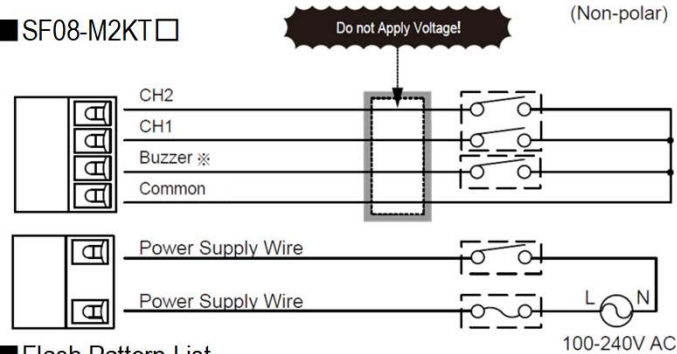 ■SF08-M2KT□
Do not Apply Voltage!
(Non-polar)
CH2
CH1
Buzzer ※
Common
Power Supply Wire
Power Supply Wire
L N
100-240V AC
■Flash Pattern List